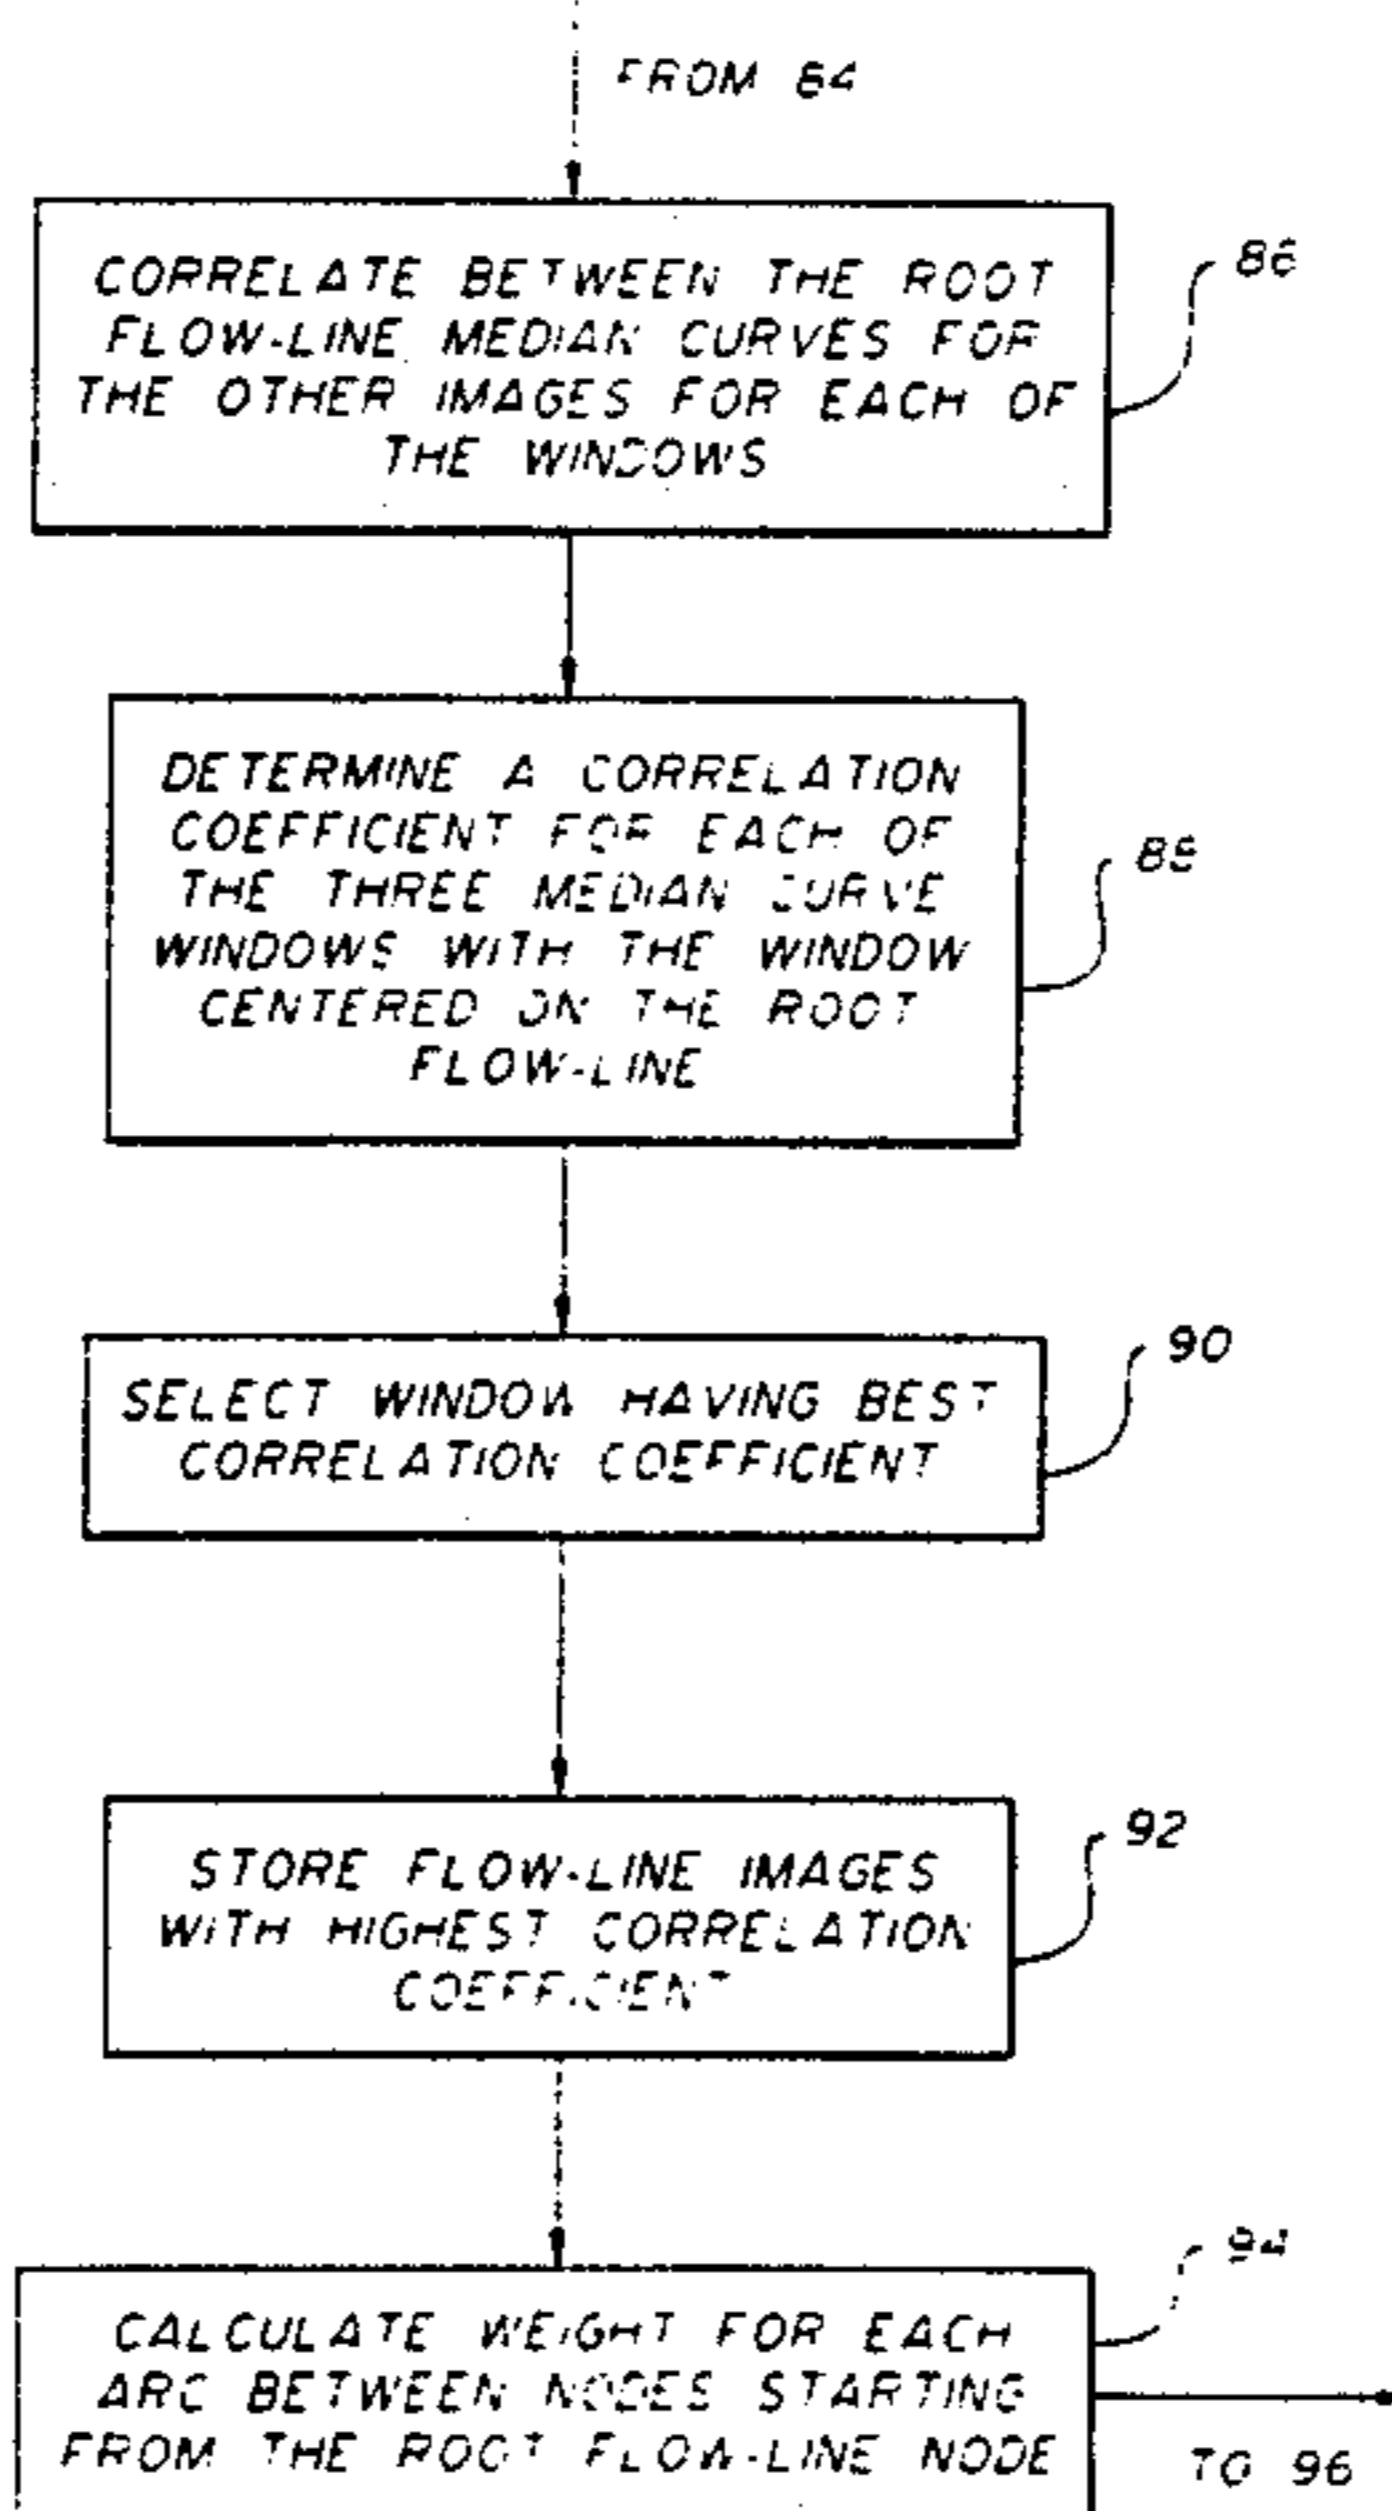 FROM 84
CORRELATE BETWEEN THE ROOT
FLOW-LINE MEDIAN CURVES FOR
THE OTHER IMAGES FOR EACH OF
THE WINDOWS
86
DETERMINE A CORRELATION
COEFFICIENT FOR EACH OF
THE THREE MEDIAN CURVE
WINDOWS WITH THE WINDOW
CENTERED ON THE ROOT
FLOW-LINE
88
SELECT WINDOW HAVING BEST
CORRELATION COEFFICIENT
90
STORE FLOW-LINE IMAGES
WITH HIGHEST CORRELATION
COEFFICIENT
92
CALCULATE WEIGHT FOR EACH
ARC BETWEEN NODES STARTING
FROM THE ROOT FLOW-LINE NODE
94
TO 96